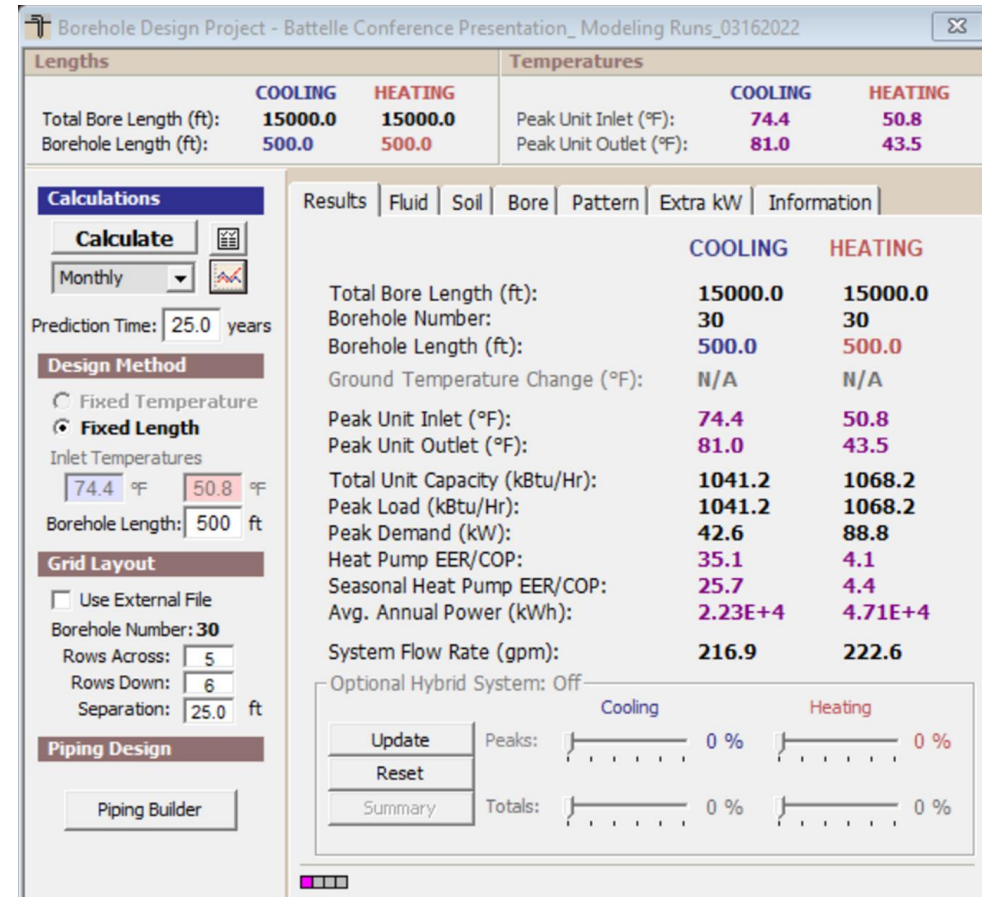 Borehole Design Project - Battelle Conference Presentation_ Modeling Runs_03162022
Lengths
COOLING HEATING
Total Bore Length (ft): 15000.0 15000.0
Borehole Length (ft): 500.0 500.0
Temperatures
COOLING HEATING
Peak Unit Inlet (°F): 74.4 50.8
Peak Unit Outlet (°F): 81.0 43.5
Calculations
Calculate
Monthly
Prediction Time: 25.0 years
Design Method
Fixed Temperature
Fixed Length
Inlet Temperatures
74.4 °F 50.8 °F
Borehole Length: 500 ft
Grid Layout
Use External File
Borehole Number: 30
Rows Across: 5
Rows Down: 6
Separation: 25.0 ft
Piping Design
Piping Builder
Results Fluid Soil Bore Pattern Extra kW Information
COOLING HEATING
Total Bore Length (ft): 15000.0 15000.0
Borehole Number: 30 30
Borehole Length (ft): 500.0 500.0
Ground Temperature Change (°F): N/A N/A
Peak Unit Inlet (°F): 74.4 50.8
Peak Unit Outlet (°F): 81.0 43.5
Total Unit Capacity (kBtu/Hr): 1041.2 1068.2
Peak Load (kBtu/Hr): 1041.2 1068.2
Peak Demand (kW): 42.6 88.8
Heat Pump EER/COP: 35.1 4.1
Seasonal Heat Pump EER/COP: 25.7 4.4
Avg. Annual Power (kWh): 2.23E+4 4.71E+4
System Flow Rate (gpm): 216.9 222.6
Optional Hybrid System: Off
Cooling Heating
Update Peaks: 0 % 0 %
Reset
Summary Totals: 0 % 0 %